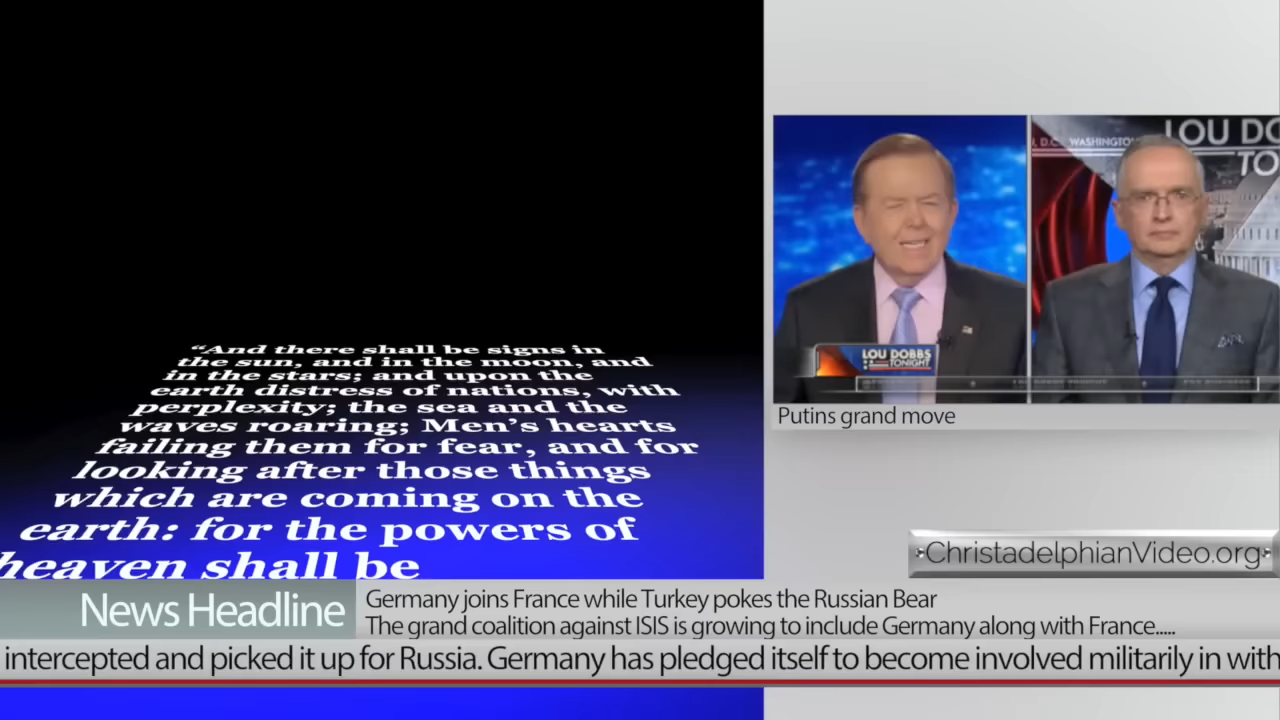 “And there shall be signs in
the sun, and in the moon, and
in the stars; and upon the
earth distress of nations, with
perplexity; the sea and the
waves roaring; Men’s hearts
failing them for fear, and for
looking after those things
which are coming on the
earth: for the powers of
heaven shall be
D.C.
WASHINGTON
LOU DO
TO
LOU DOBBS
TONIGHT
Putins grand move
ChristadelphianVideo.org
News Headline
Germany joins France while Turkey pokes the Russian Bear
The grand coalition against ISIS is growing to include Germany along with France.....
intercepted and picked it up for Russia. Germany has pledged itself to become involved militarily in with